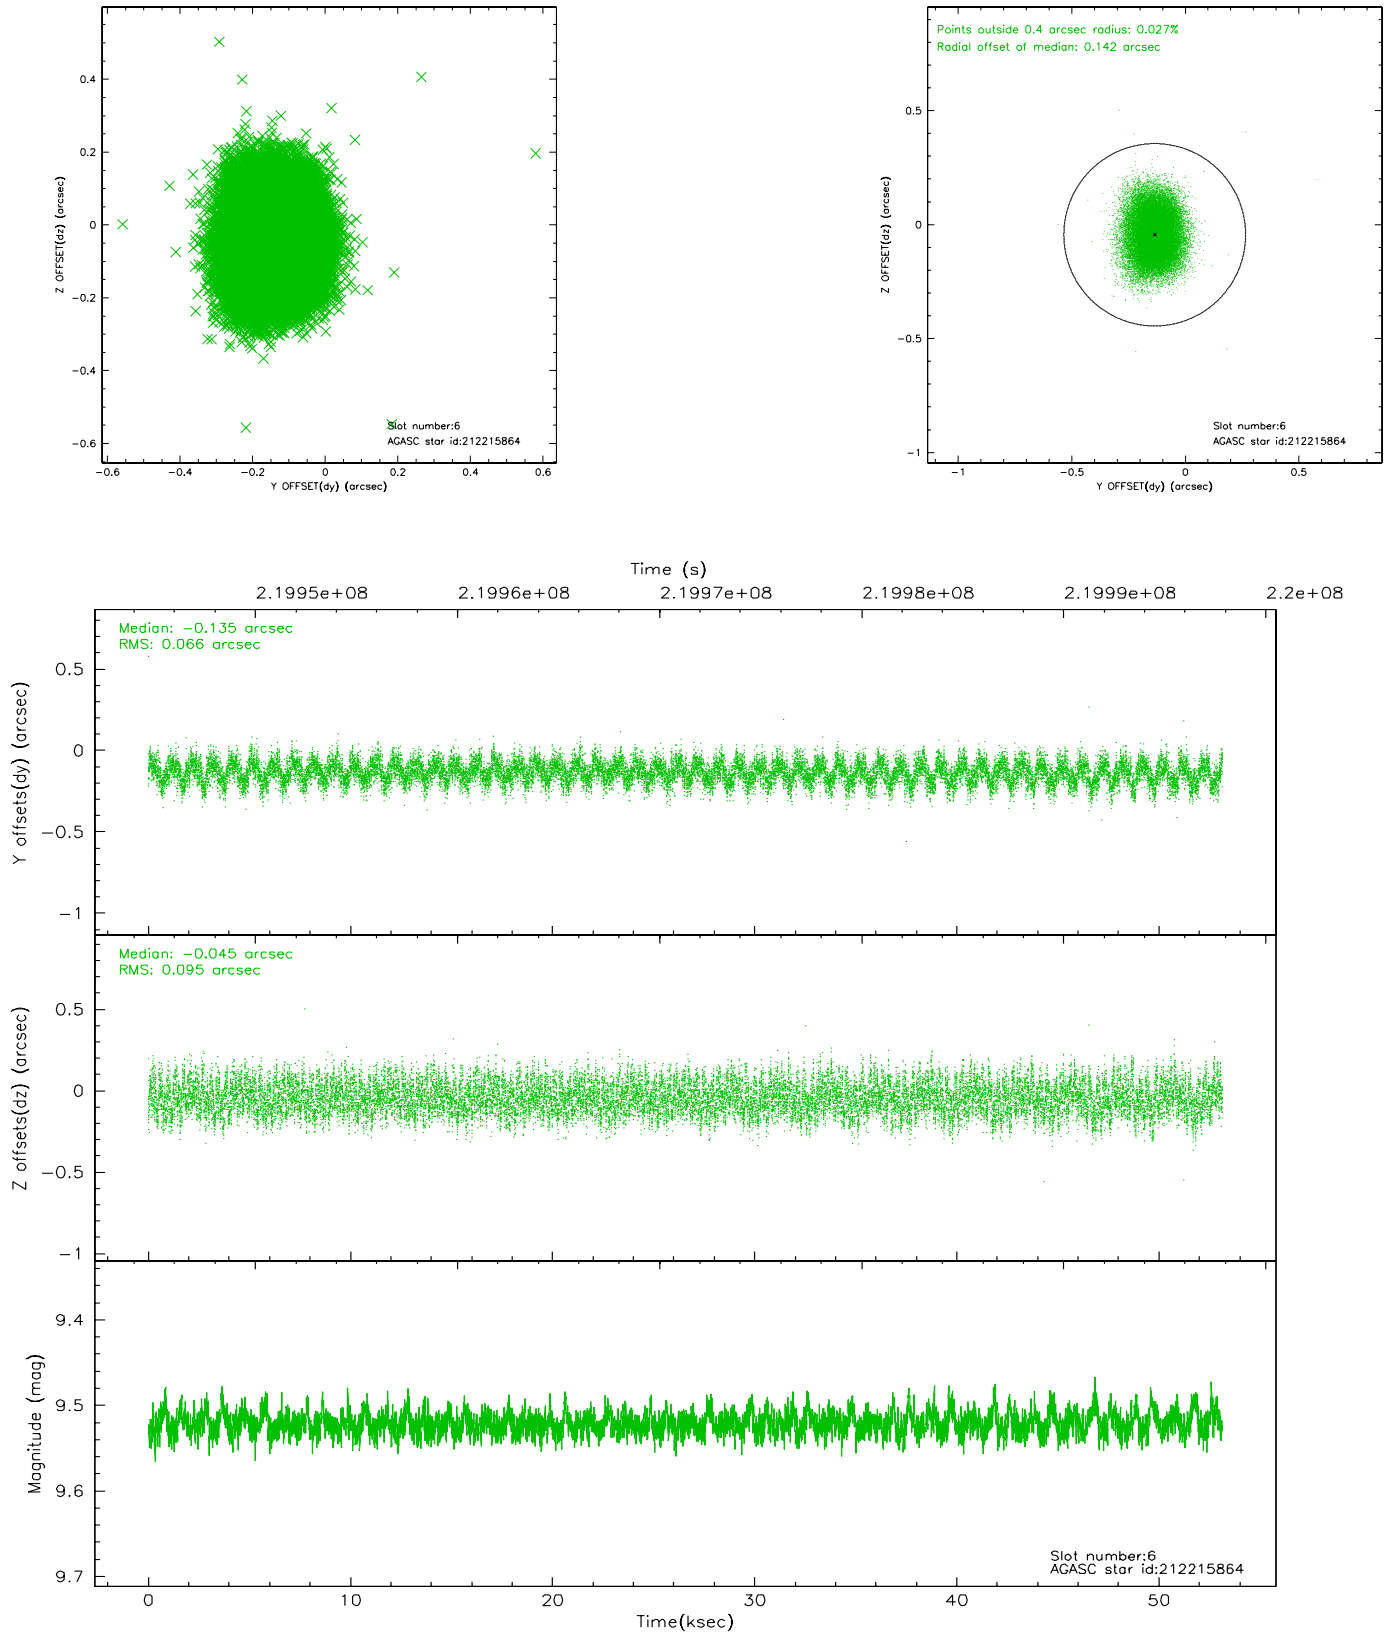 0.4
0.2
0
−0.2
−0.4
−0.6
Z OFFSET(dz) (arcsec)
Slot number:6
AGASC star id:212215864
−0.6 −0.4 −0.2 0 0.2 0.4 0.6
Y OFFSET(dy) (arcsec)
Points outside 0.4 arcsec radius: 0.027%
Radial offset of median: 0.142 arcsec
0.5
0
−0.5
−1
Z OFFSET(dz) (arcsec)
Slot number:6
AGASC star id:212215864
−1 −0.5 0 0.5
Y OFFSET(dy) (arcsec)
Time (s)
2.1995e+08 2.1996e+08 2.1997e+08 2.1998e+08 2.1999e+08 2.2e+08
Median: −0.135 arcsec
RMS: 0.066 arcsec
0.5
0
−0.5
−1
Y offsets(dy) (arcsec)
Median: −0.045 arcsec
RMS: 0.095 arcsec
0.5
0
−0.5
−1
Z offsets(dz) (arcsec)
9.4
9.5
9.6
9.7
Magnitude (mag)
Slot number:6
AGASC star id:212215864
0 10 20 30 40 50
Time(ksec)